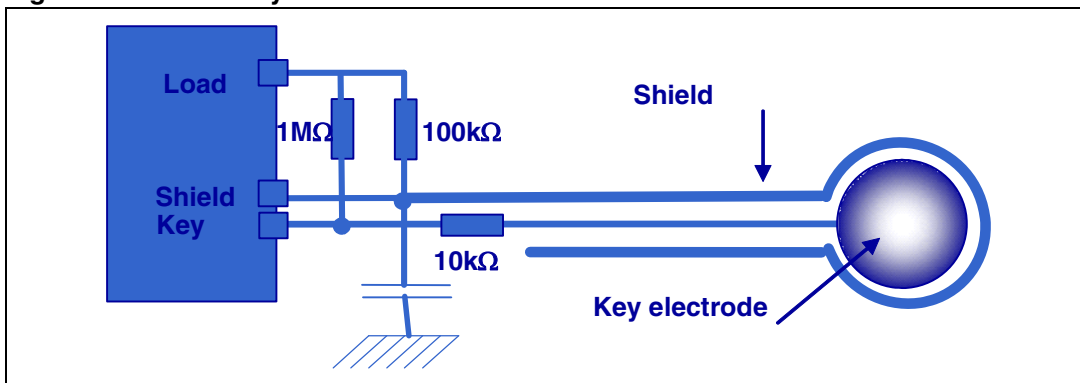 Load
Shield
1MΩ
100kΩ
Shield
Key
10kΩ
Key electrode